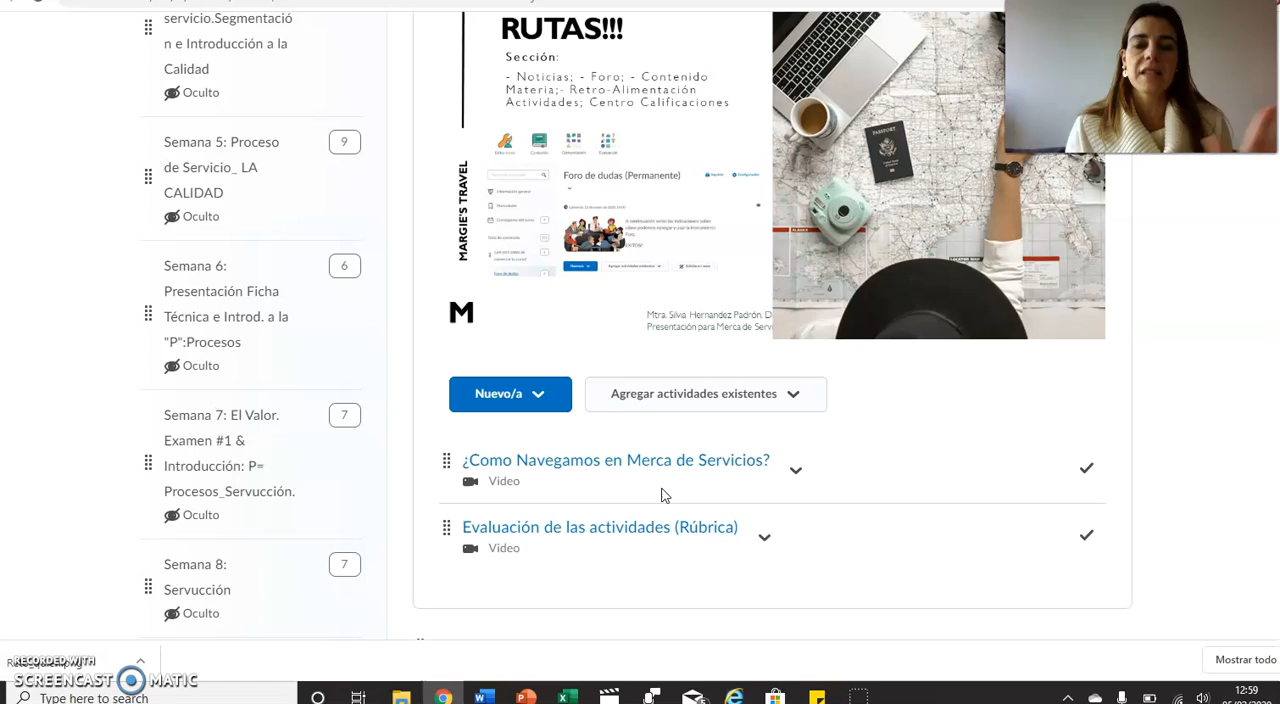 servicio.Segmentació
n e Introducción a la
Calidad
Oculto
Semana 5: Proceso
de Servicio_ LA
CALIDAD
9
Oculto
Semana 6:
Presentación Ficha
Técnica e Introd. a la
"P":Procesos
6
Oculto
Semana 7: El Valor.
Examen #1 &
Introducción: P=
Procesos_Servucción.
7
Oculto
Semana 8:
Servucción
7
Oculto
RUTAS!!!
Sección:
- Noticias; - Foro; - Contenido
Materia;- Retro-Alimentación
Actividades; Centro Calificaciones
MARGIE'S TRAVEL
Foro de dudas (Permanente)
M
Mtra. Silvia Hernandez Padrón. D
Presentación para Merca de Servi
PASSPORT
Nuevo/a
Agregar actividades existentes
¿Como Navegamos en Merca de Servicios?
Video
Evaluación de las actividades (Rúbrica)
Video
RECORDED WITH
SCREENCAST MATIC
Mostrar todo
Type here to search
12:59